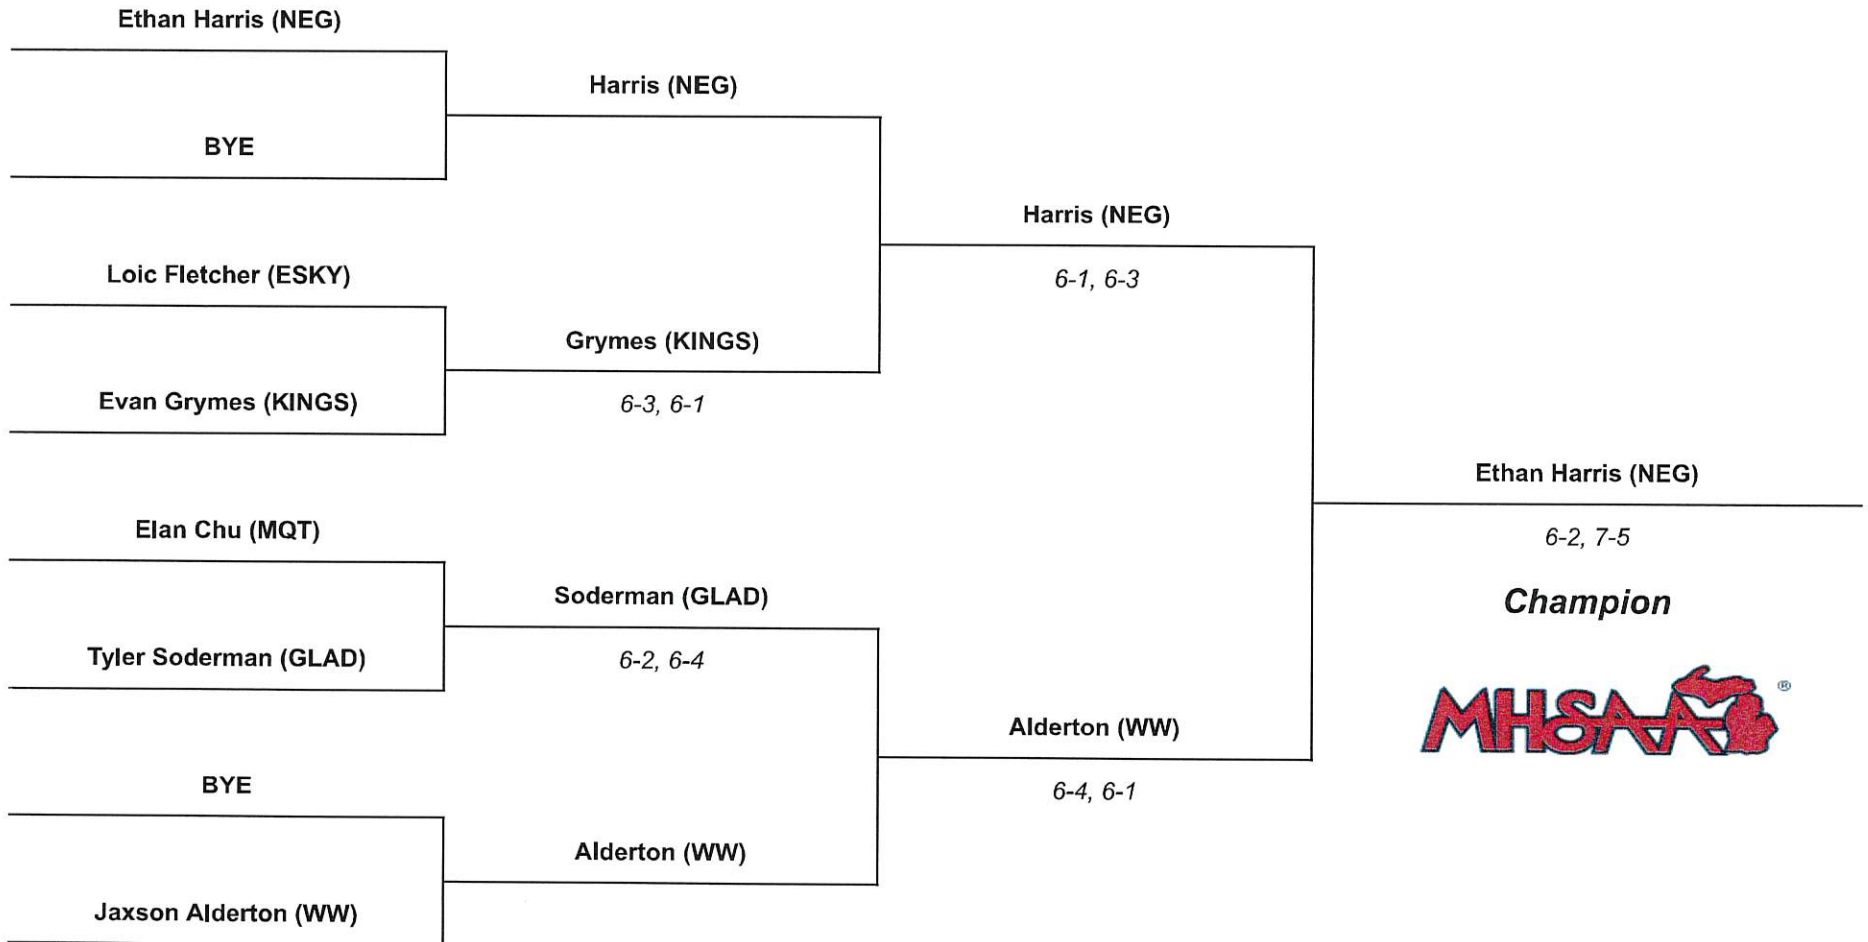 Ethan Harris (NEG)
BYE
Loic Fletcher (ESKY)
Evan Grymes (KINGS)
Elan Chu (MQT)
Tyler Soderman (GLAD)
BYE
Jaxson Alderton (WW)
Harris (NEG)
Grymes (KINGS)
6-3, 6-1
Soderman (GLAD)
6-2, 6-4
Alderton (WW)
Harris (NEG)
6-1, 6-3
Alderton (WW)
6-4, 6-1
Ethan Harris (NEG)
6-2, 7-5
Champion
MHSAA ®